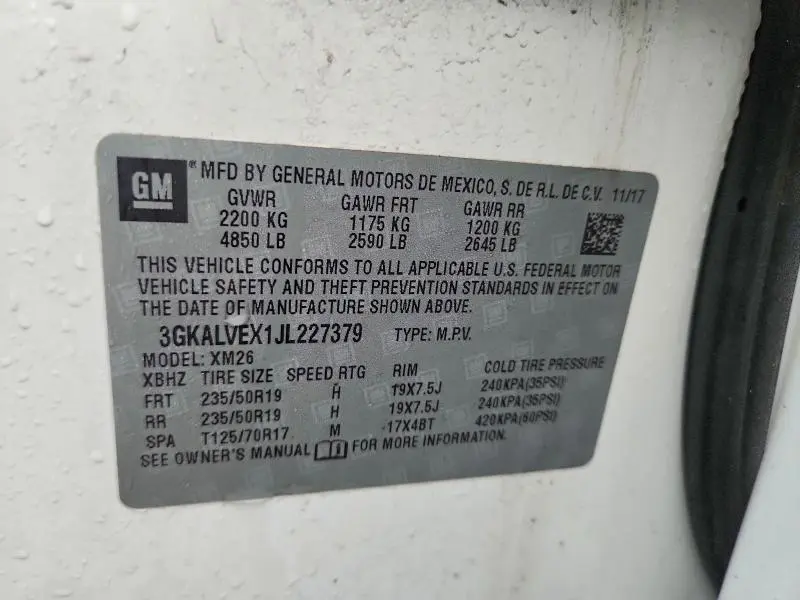 GM
® MFD BY GENERAL MOTORS DE MEXICO, S. DE R.L. DE C.V. 11/17
GVWR GAWR FRT GAWR RR
2200 KG 1175 KG 1200 KG
4850 LB 2590 LB 2645 LB
THIS VEHICLE CONFORMS TO ALL APPLICABLE U.S. FEDERAL MOTOR
VEHICLE SAFETY AND THEFT PREVENTION STANDARDS IN EFFECT ON
THE DATE OF MANUFACTURE SHOWN ABOVE.
3GKALVEX1JL227379 TYPE: M.P.V.
MODEL: XM26
XBHZ TIRE SIZE SPEED RTG RIM COLD TIRE PRESSURE
FRT 235/50R19 H 19X7.5J 240KPA(35PSI)
RR 235/50R19 H 19X7.5J 240KPA(35PSI)
SPA T125/70R17 M 17X4BT 420KPA(60PSI)
SEE OWNER'S MANUAL FOR MORE INFORMATION.